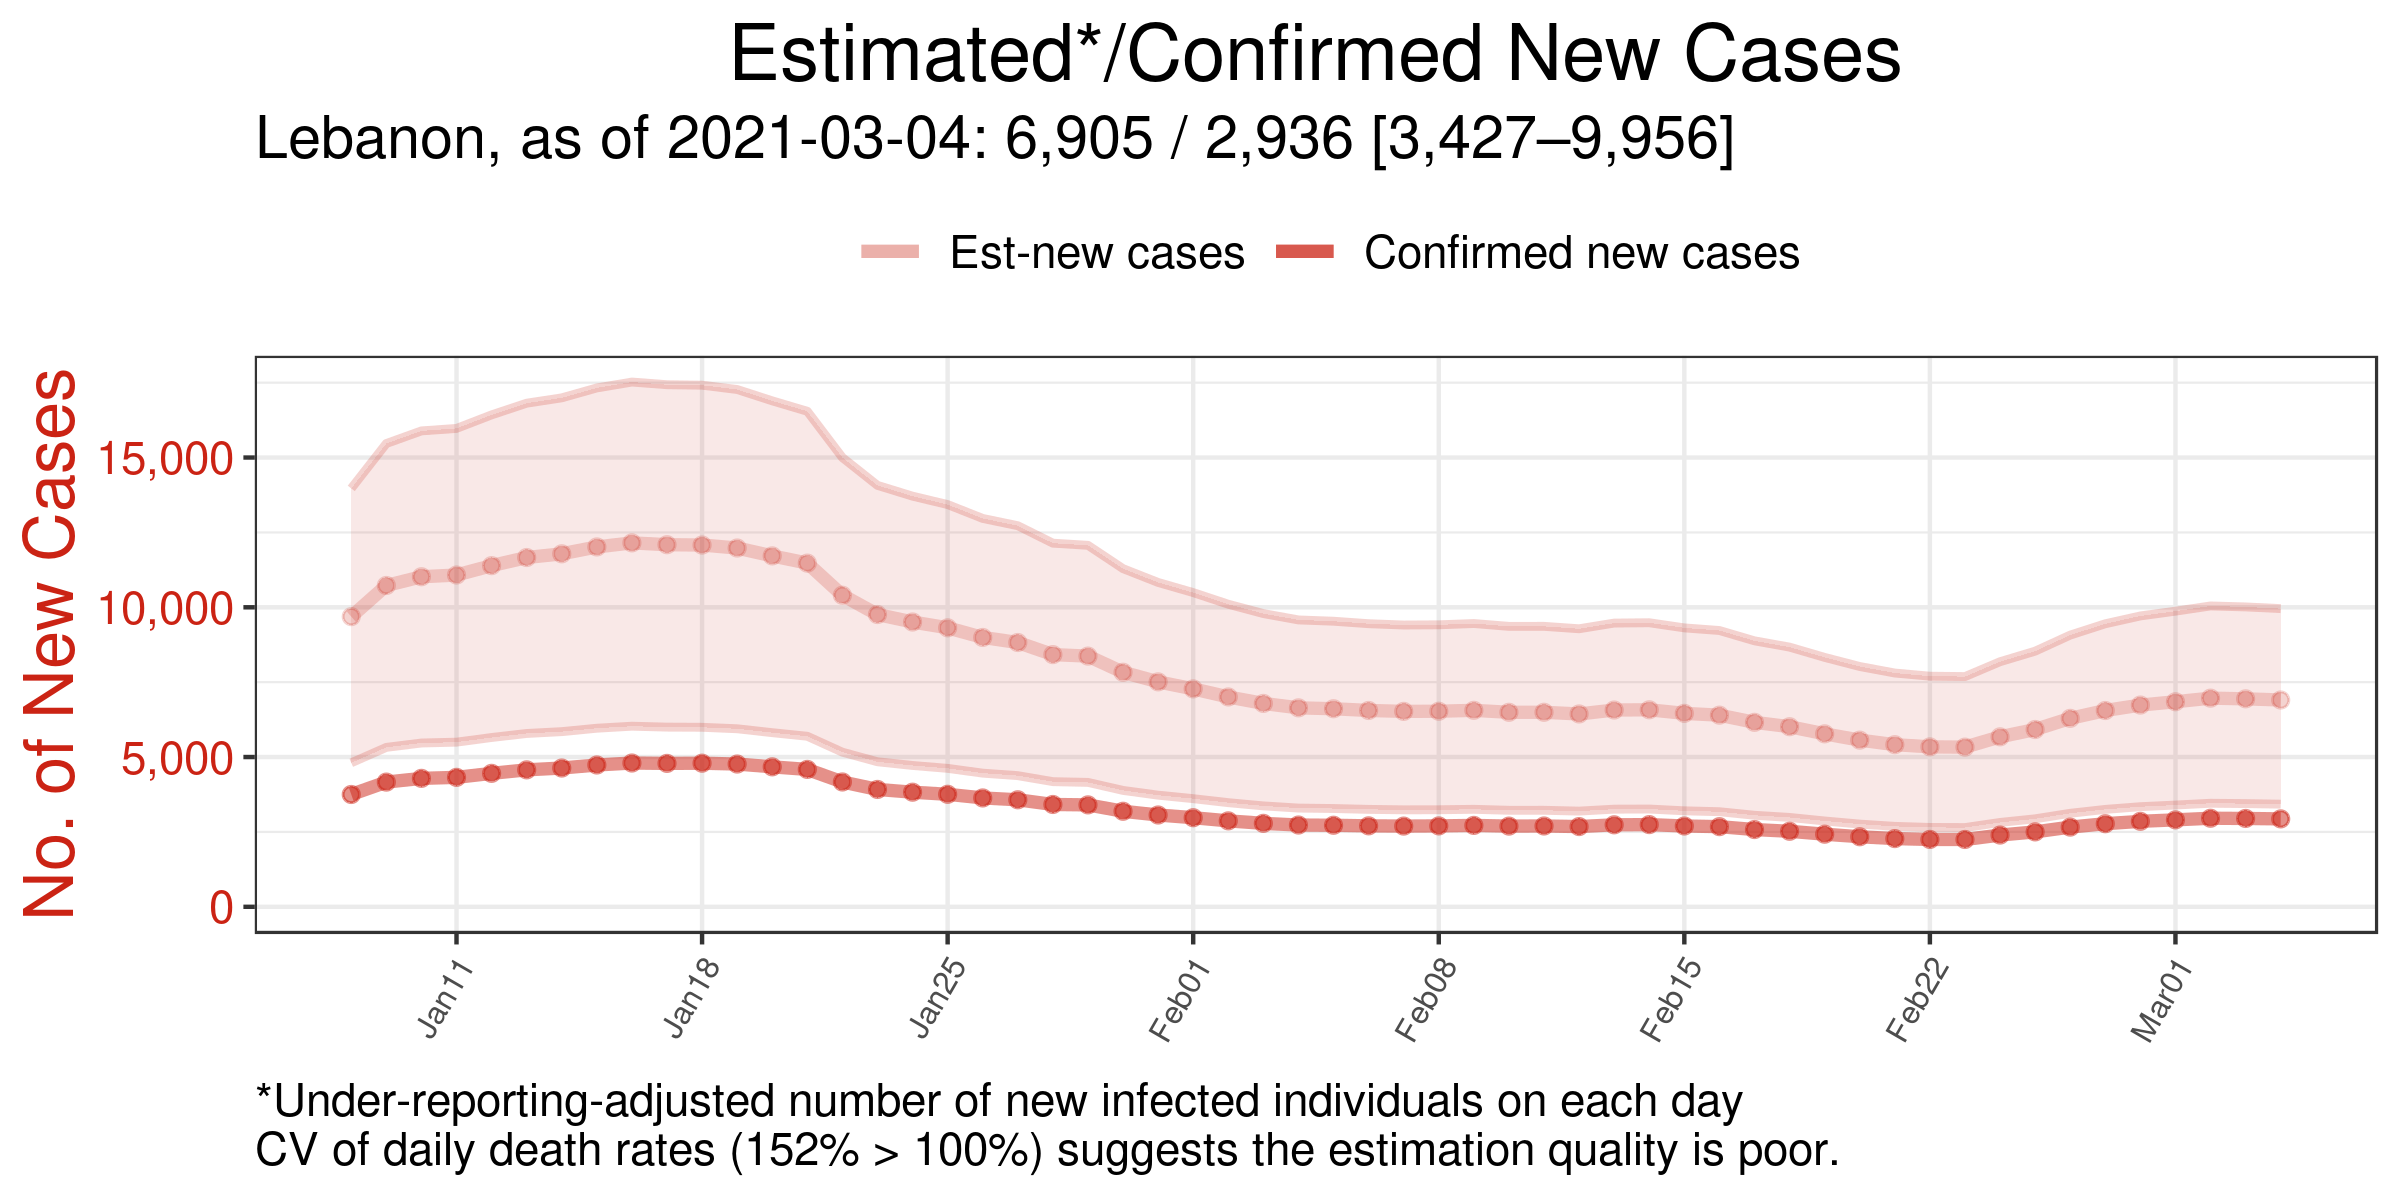 Estimated*/Confirmed New Cases
Lebanon, as of 2021-03-04: 6,905 / 2,936 [3,427–9,956]
Est-new cases Confirmed new cases
No. of New Cases
15,000
10,000
5,000
0
Jan11 Jan18 Jan25 Feb01 Feb08 Feb15 Feb22 Mar01
*Under-reporting-adjusted number of new infected individuals on each day
CV of daily death rates (152% > 100%) suggests the estimation quality is poor.